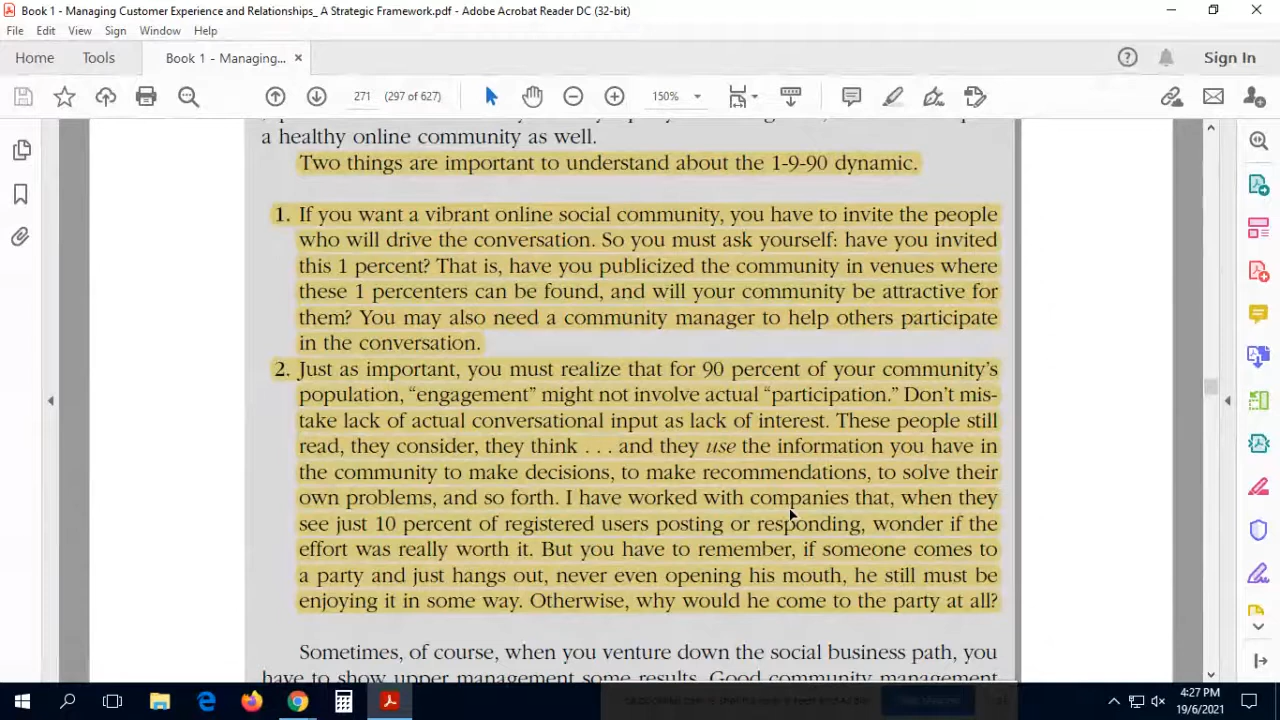 Book 1 - Managing Customer Experience and Relationships_ A Strategic Framework.pdf - Adobe Acrobat Reader DC (32-bit)
File Edit View Sign Window Help
Home Tools Book 1 - Managing... × Sign In
271 (297 of 627) 150%
a healthy online community as well.
Two things are important to understand about the 1-9-90 dynamic.
1. If you want a vibrant online social community, you have to invite the people
who will drive the conversation. So you must ask yourself: have you invited
this 1 percent? That is, have you publicized the community in venues where
these 1 percenters can be found, and will your community be attractive for
them? You may also need a community manager to help others participate
in the conversation.
2. Just as important, you must realize that for 90 percent of your community's
population, “engagement” might not involve actual “participation.” Don't mis-
take lack of actual conversational input as lack of interest. These people still
read, they consider, they think . . . and they use the information you have in
the community to make decisions, to make recommendations, to solve their
own problems, and so forth. I have worked with companies that, when they
see just 10 percent of registered users posting or responding, wonder if the
effort was really worth it. But you have to remember, if someone comes to
a party and just hangs out, never even opening his mouth, he still must be
enjoying it in some way. Otherwise, why would he come to the party at all?
Sometimes, of course, when you venture down the social business path, you
have to show upper management some results. Good community management
4:27 PM
19/6/2021